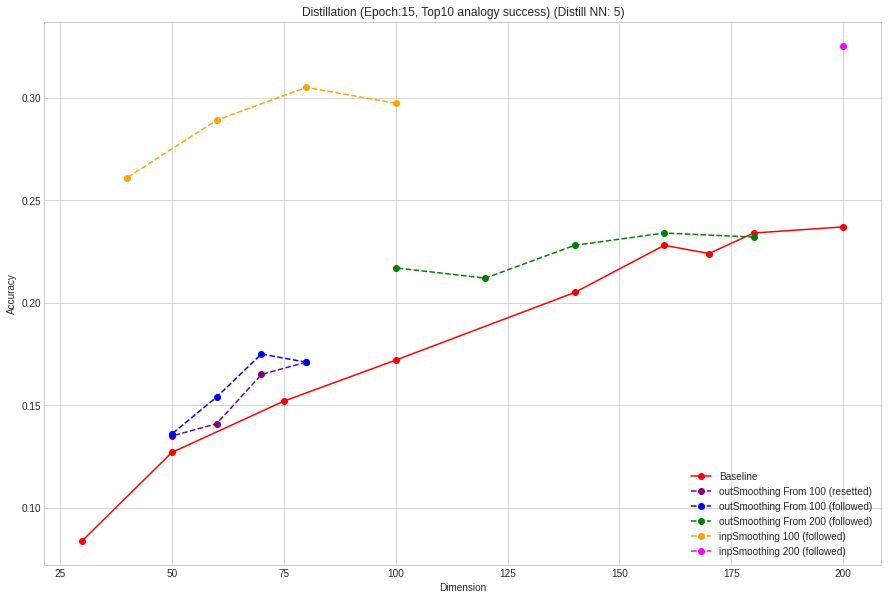 Distillation (Epoch:15, Top10 analogy success) (Distill NN: 5)
0.30
0.25
0.20
0.15
0.10
Accuracy
25
50
75
100
125
150
175
200
Dimension
Baseline
outSmoothing From 100 (resetted)
outSmoothing From 100 (followed)
outSmoothing From 200 (followed)
inpSmoothing 100 (followed)
inpSmoothing 200 (followed)